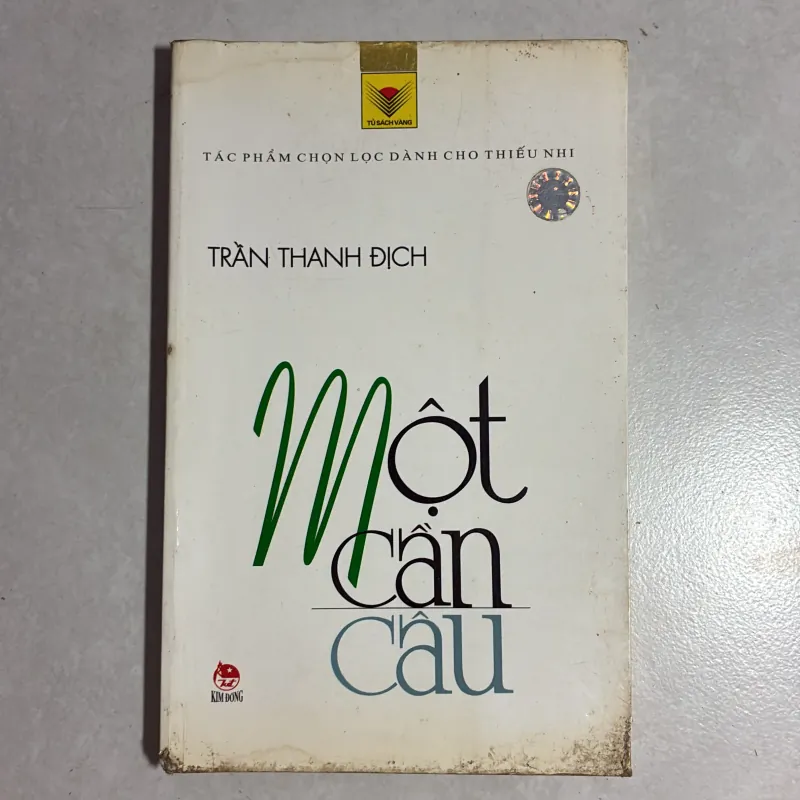 TỦ SÁCH VÀNG
TÁC PHẨM CHỌN LỌC DÀNH CHO THIẾU NHI
TRẦN THANH ĐỊCH
Một
cần
câu
KIM ĐỒNG